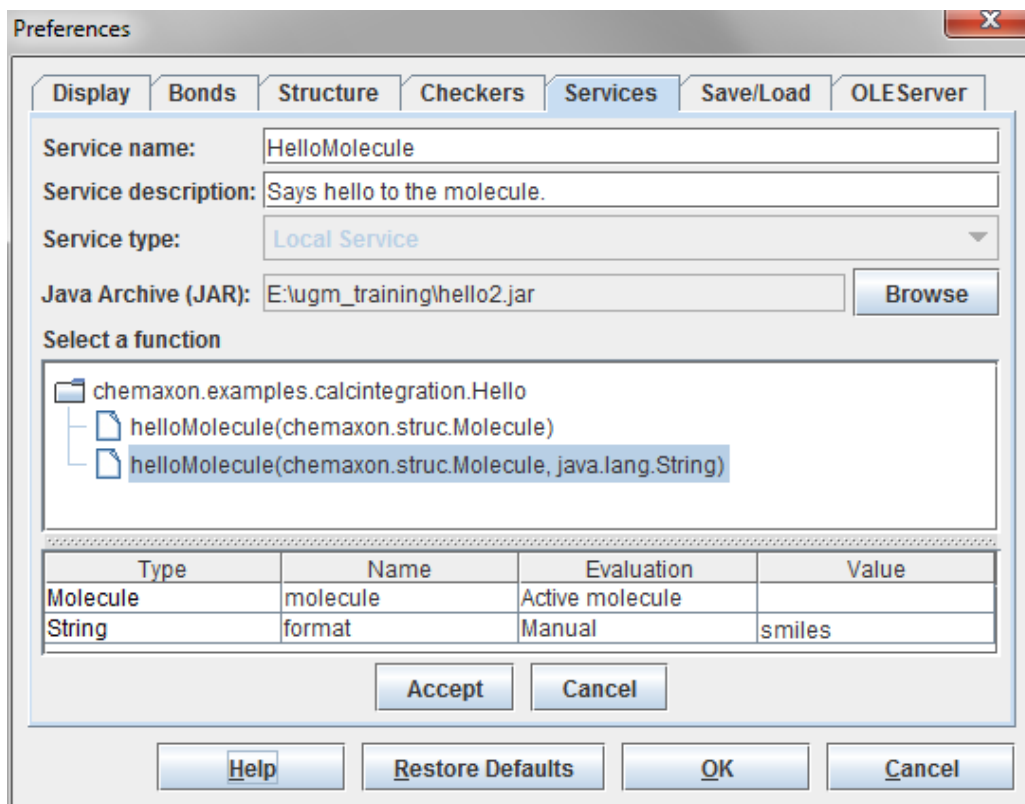 Preferences
x
Display Bonds Structure Checkers Services Save/Load OLEServer
Service name: HelloMolecule
Service description: Says hello to the molecule.
Service type: Local Service
Java Archive (JAR): E:\ugm_training\hello2.jar Browse
Select a function
chemaxon.examples.calcintegration.Hello
helloMolecule(chemaxon.struc.Molecule)
helloMolecule(chemaxon.struc.Molecule, java.lang.String)
Type Name Evaluation Value
Molecule molecule Active molecule
String format Manual smiles
Accept Cancel
Help Restore Defaults OK Cancel